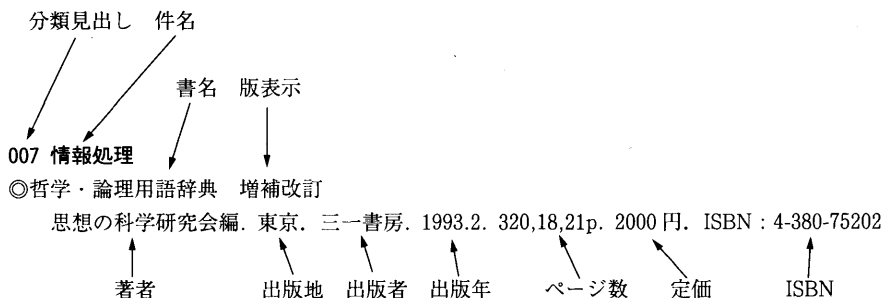 分類見出し 件名
書名 版表示
007 情報処理
◎哲学・論理用語辞典 増補改訂
思想の科学研究会編. 東京. 三一書房. 1993.2. 320,18,21p. 2000円. ISBN：4-380-75202
著者 出版地 出版者 出版年 ページ数 定価 ISBN